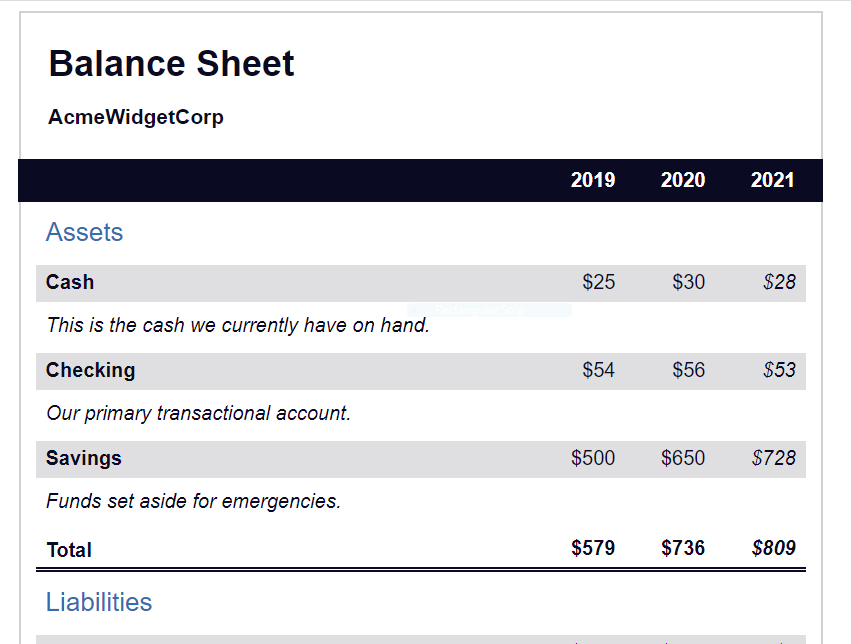 Balance Sheet
AcmeWidgetCorp
2019 2020 2021
Assets
Cash $25 $30 $28
This is the cash we currently have on hand.
Checking $54 $56 $53
Our primary transactional account.
Savings $500 $650 $728
Funds set aside for emergencies.
Total $579 $736 $809
Liabilities